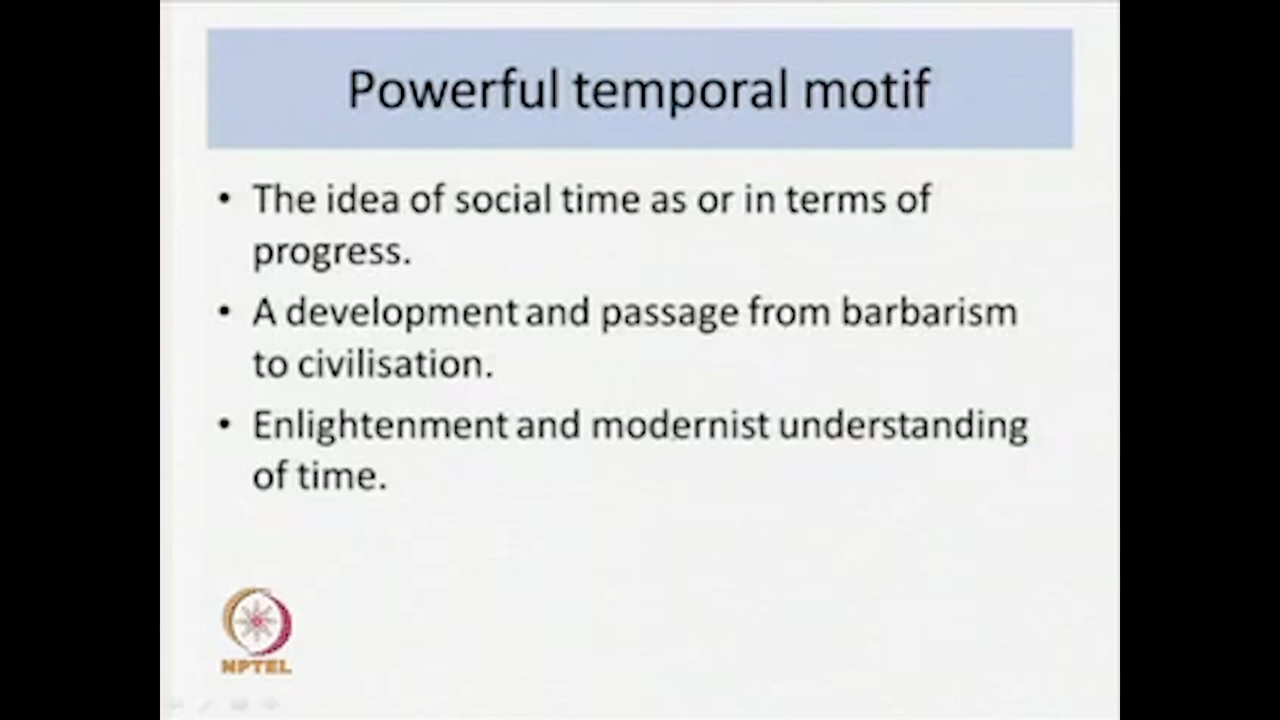 Powerful temporal motif
• The idea of social time as or in terms of
progress.
• A development and passage from barbarism
to civilisation.
• Enlightenment and modernist understanding
of time.
NPTEL